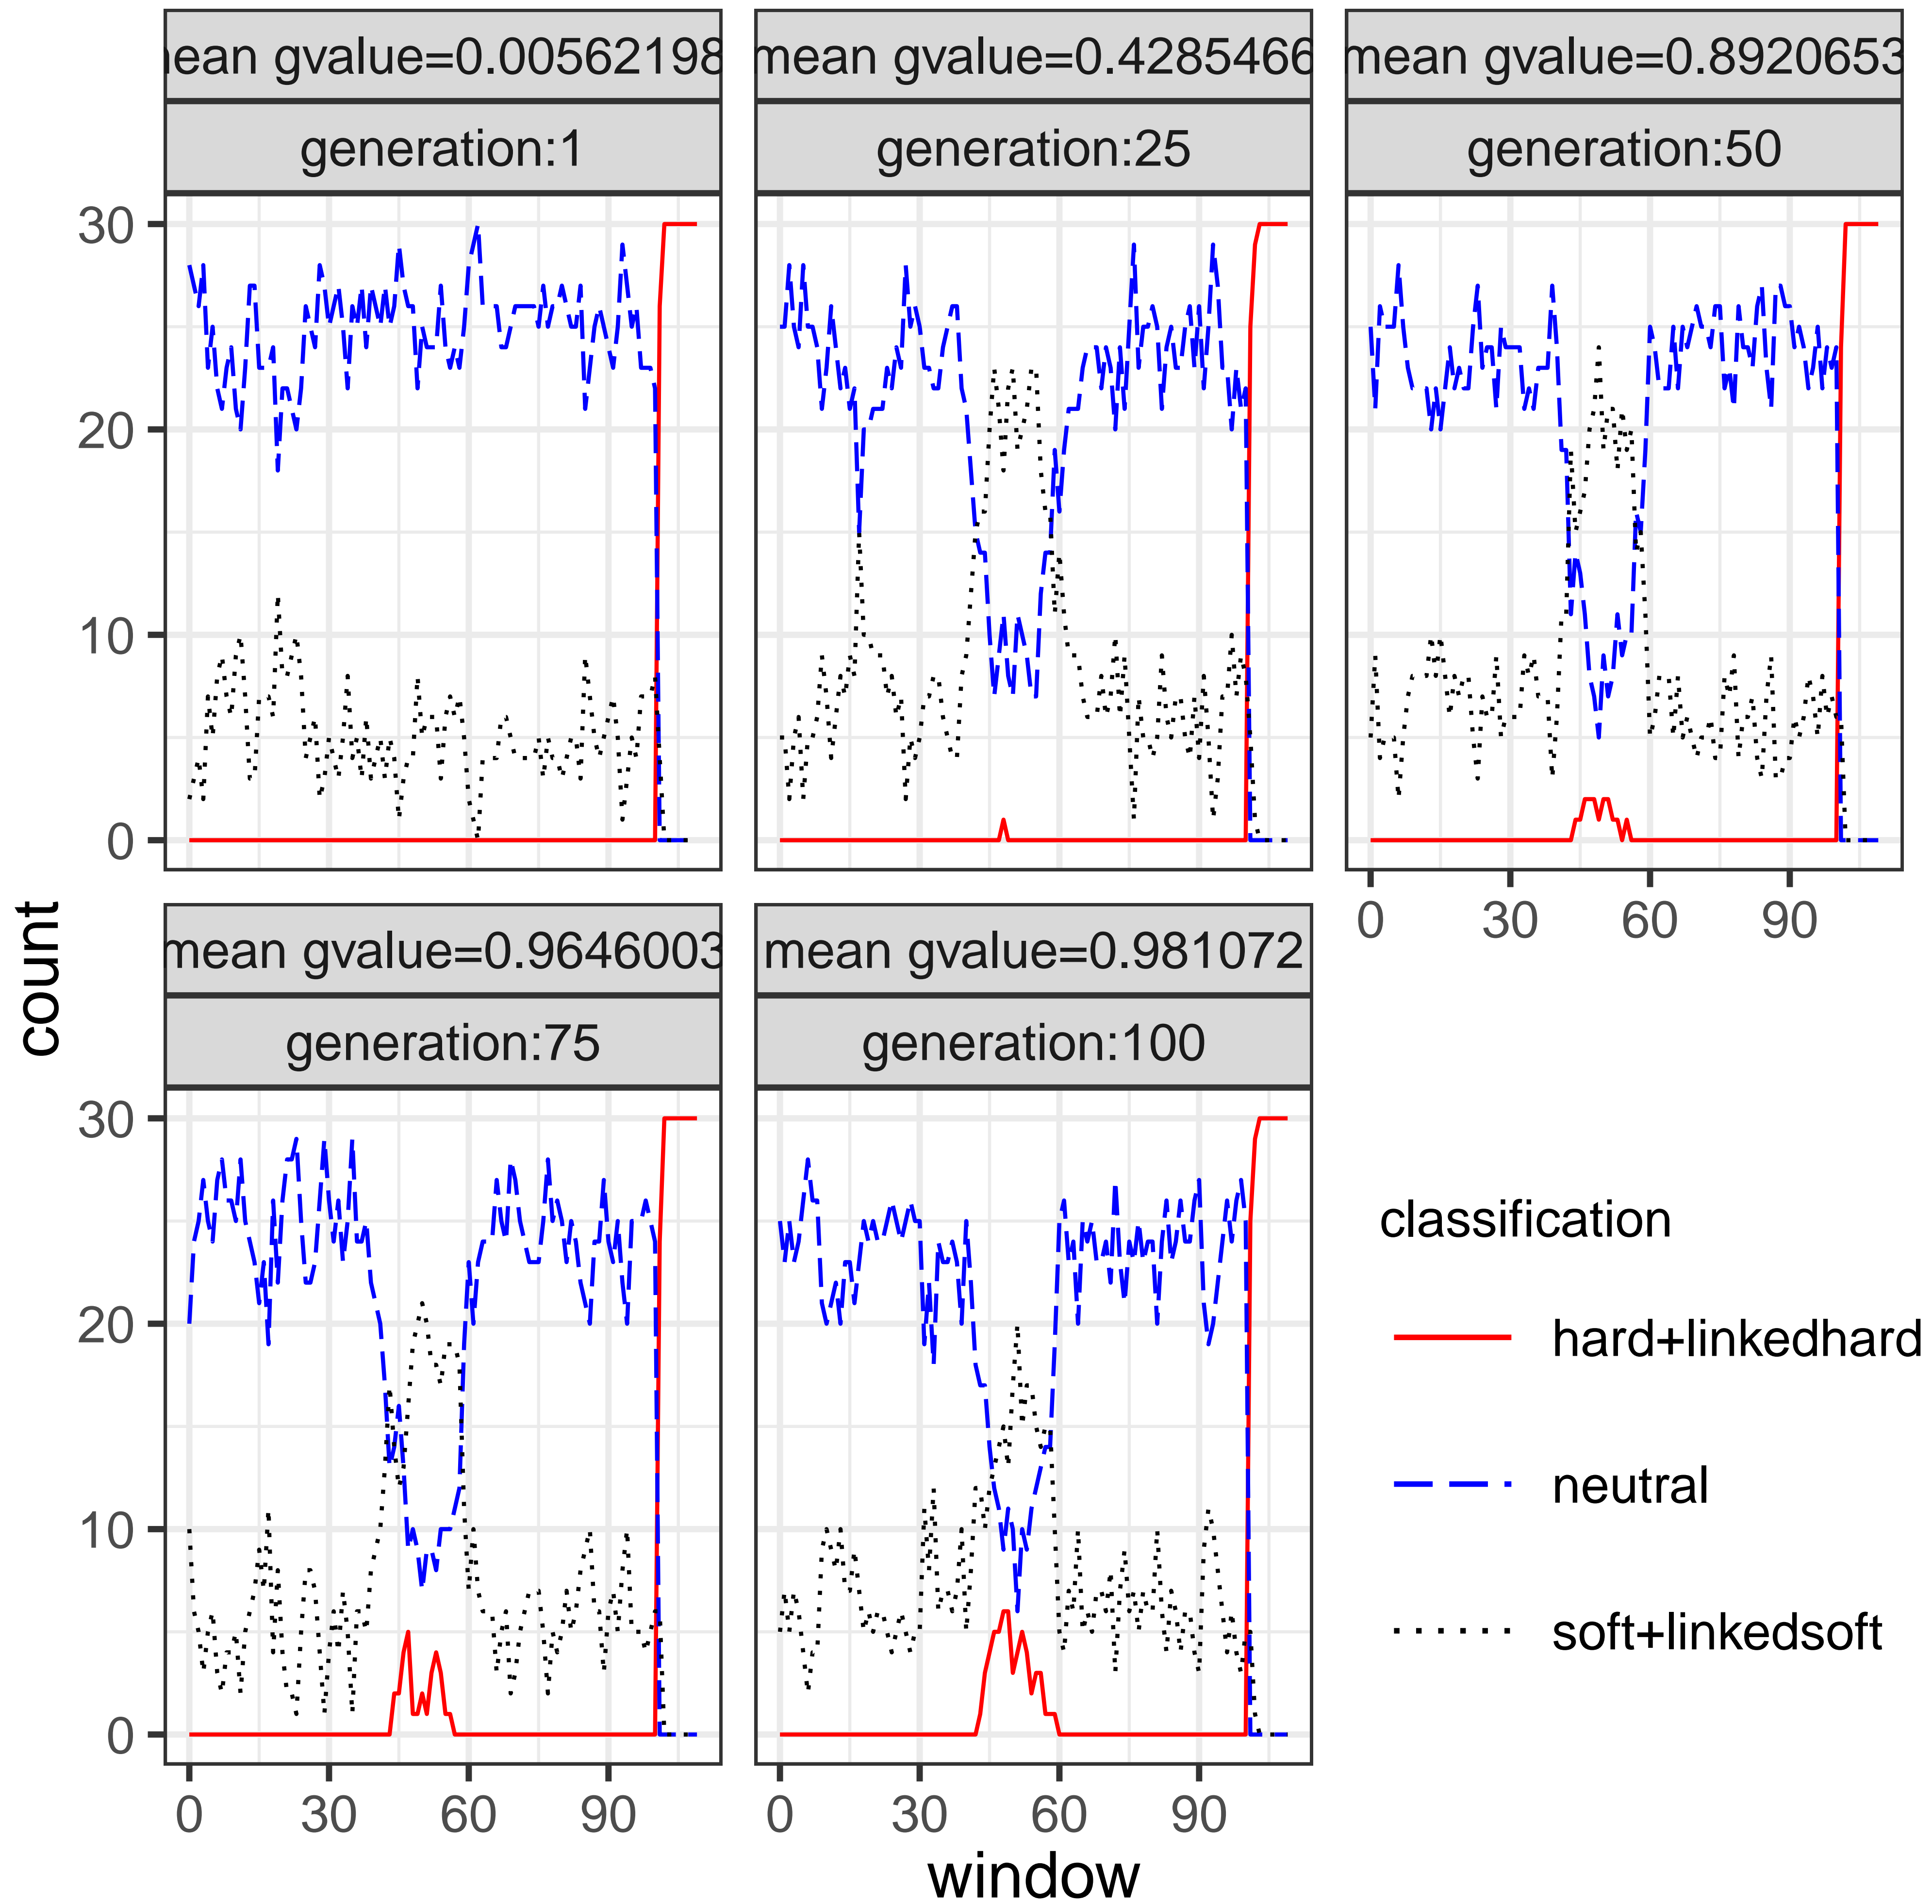 mean gvalue=0.00562198 mean gvalue=0.4285466 mean gvalue=0.8920653
generation:1 generation:25 generation:50
30
20
10
0
0 30 60 90
count
mean gvalue=0.9646003 mean gvalue=0.981072
generation:75 generation:100
30
20
10
0
0 30 60 90 0 30 60 90
window
classification
hard+linkedhard
neutral
soft+linkedsoft